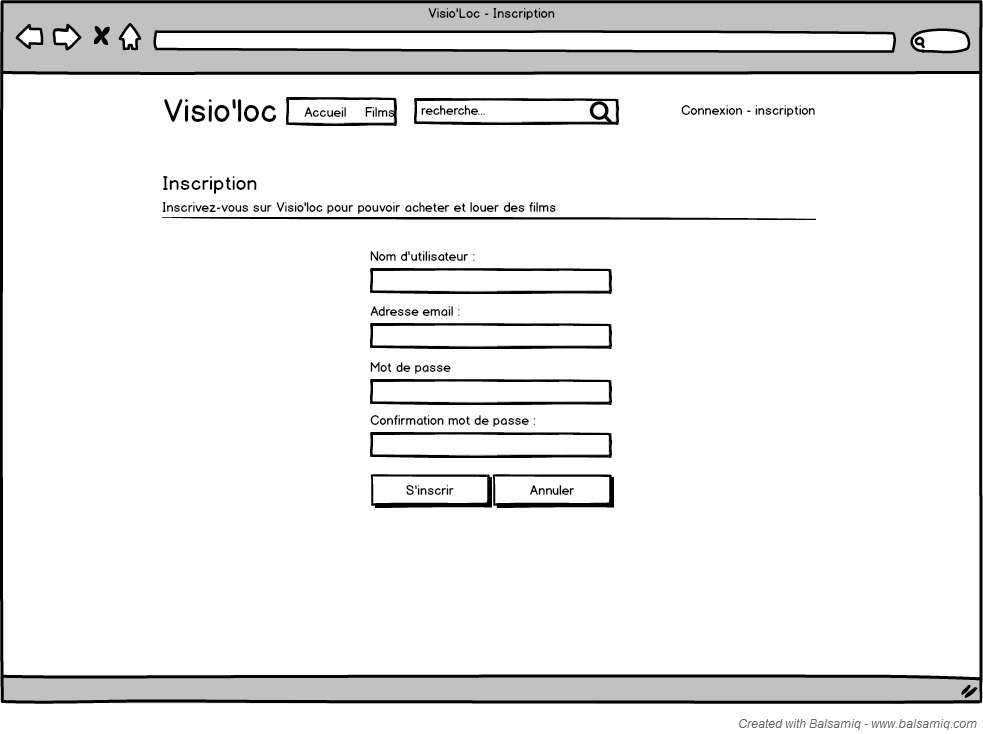 Visio'Loc - Inscription
Visio'loc Accueil Films recherche... Connexion - inscription
Inscription
Inscrivez-vous sur Visio'loc pour pouvoir acheter et louer des films
Nom d'utilisateur :
Adresse email :
Mot de passe
Confirmation mot de passe :
S'inscrir Annuler
Created with Balsamiq - www.balsamiq.com